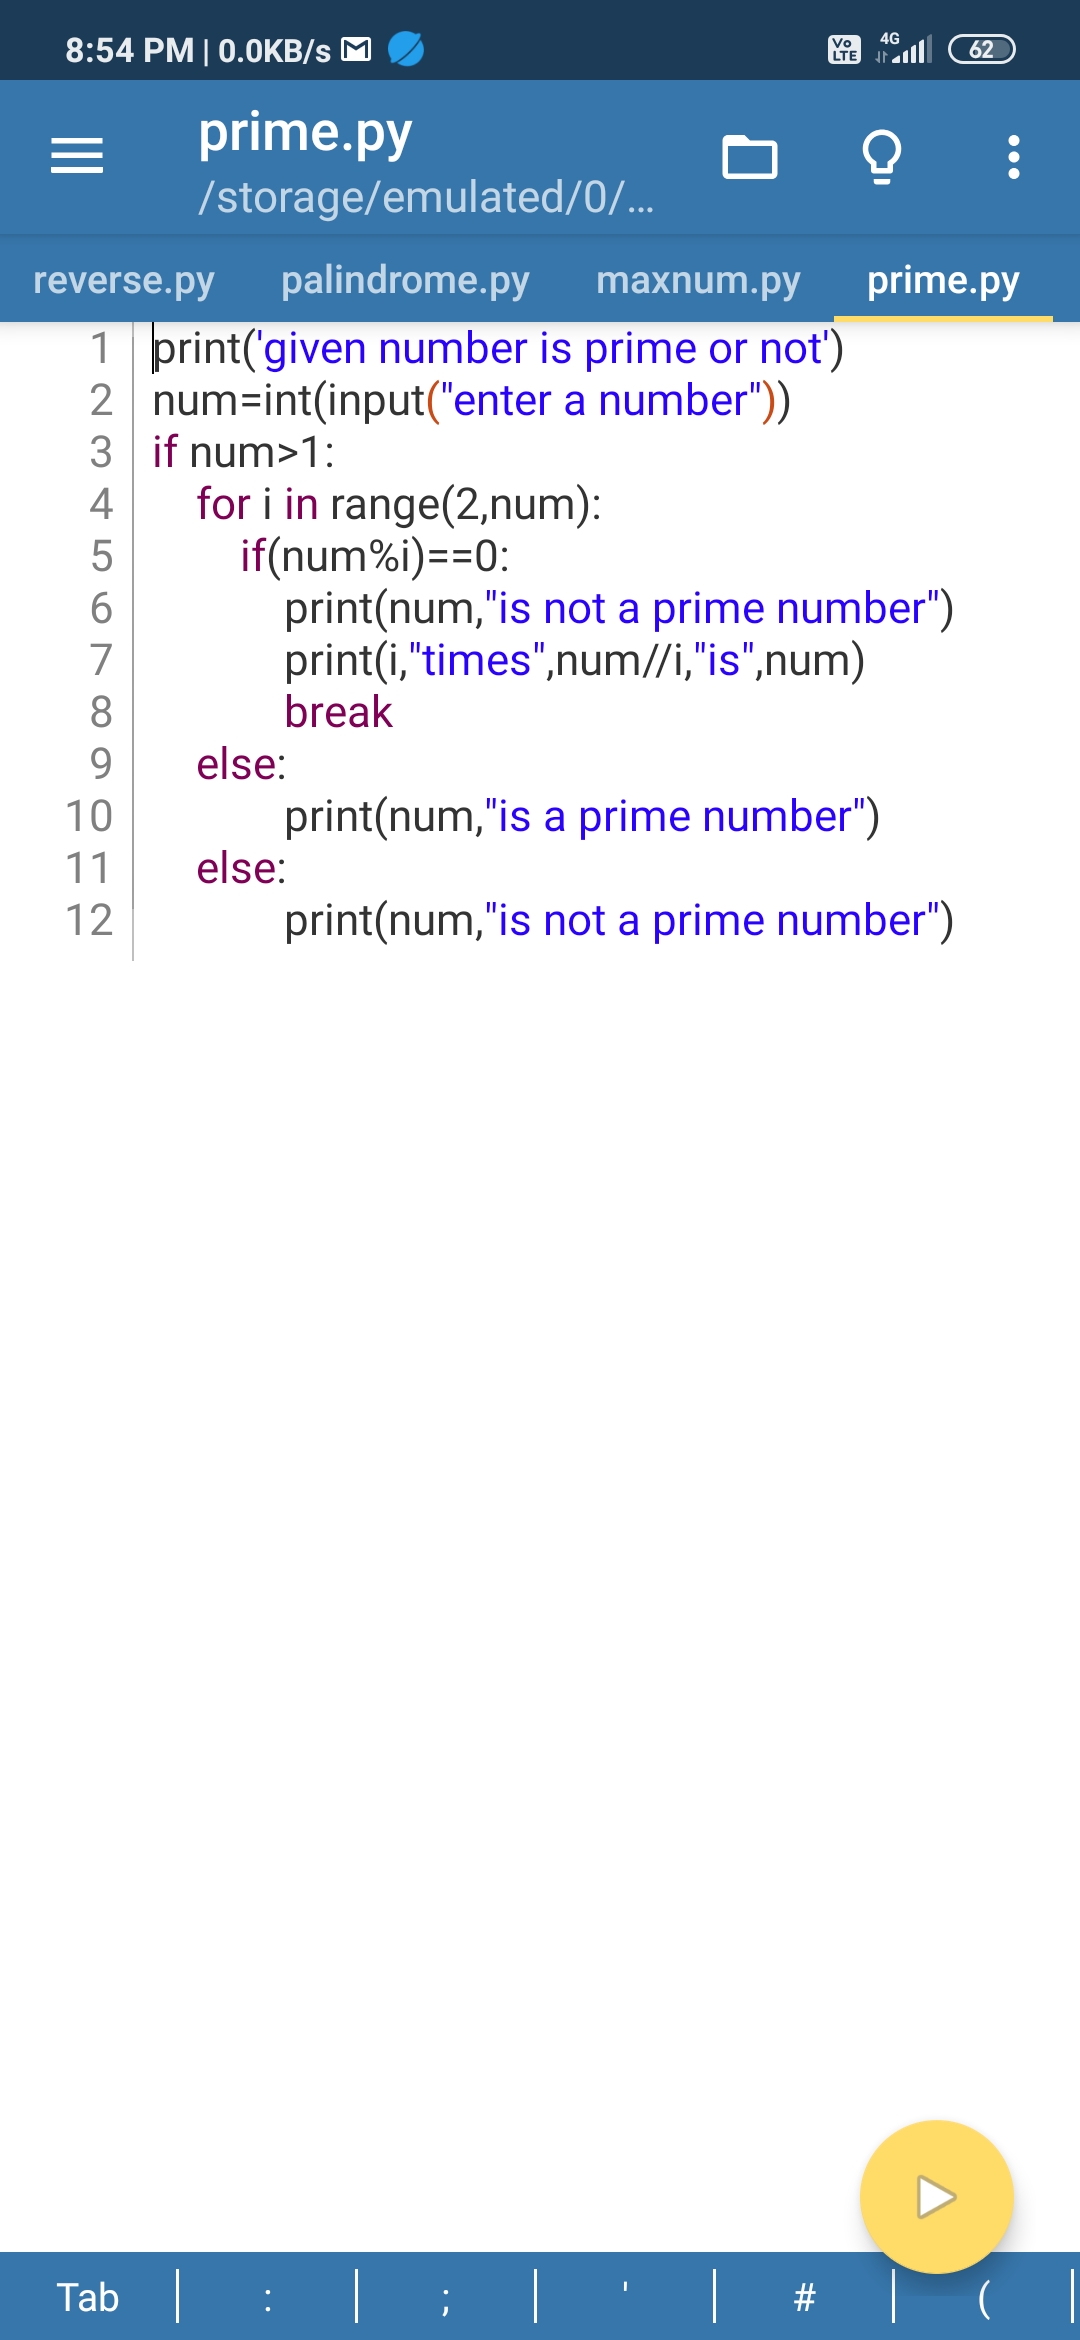 8:54 PM | 0.0KB/s Vo LTE 4G 62
prime.py
/storage/emulated/0/...
reverse.py palindrome.py maxnum.py prime.py
1 print('given number is prime or not')
2 num=int(input("enter a number"))
3 if num>1:
4     for i in range(2,num):
5         if(num%i)==0:
6             print(num,"is not a prime number")
7             print(i,"times",num//i,"is",num)
8             break
9     else:
10             print(num,"is a prime number")
11     else:
12             print(num,"is not a prime number")
Tab | : | ; | ' | # | ( |